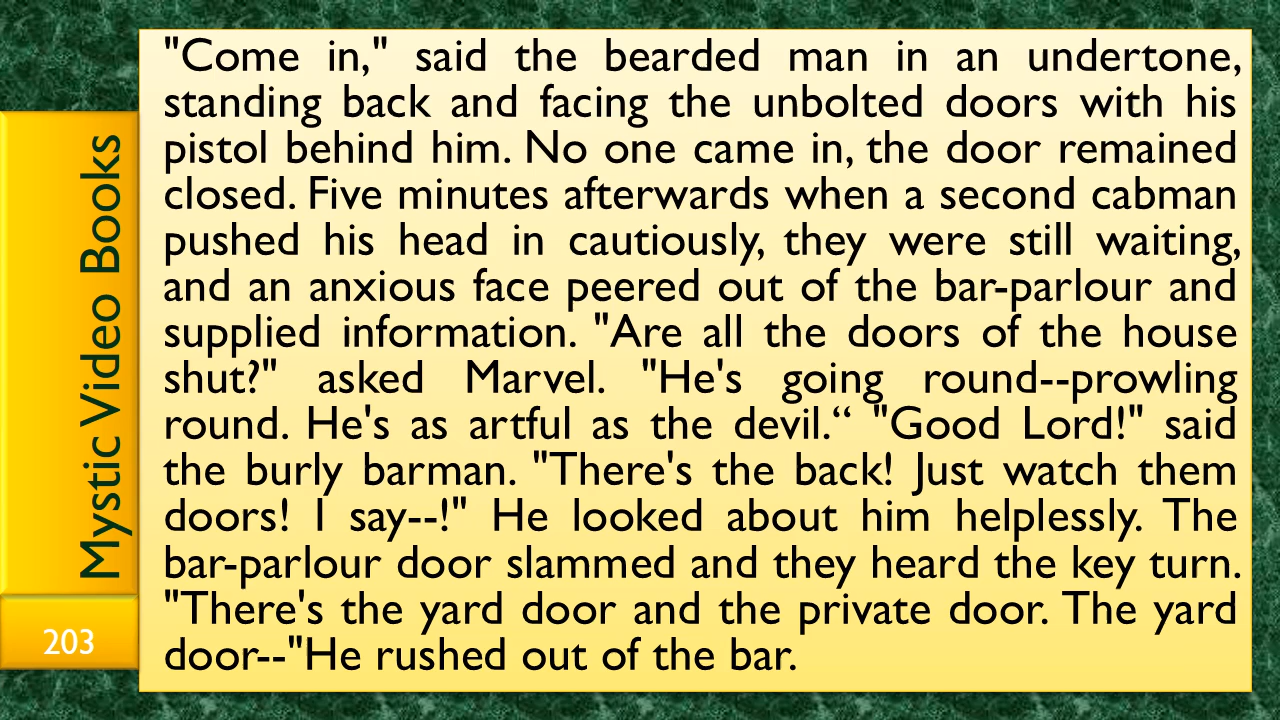 "Come in," said the bearded man in an undertone,
standing back and facing the unbolted doors with his
pistol behind him. No one came in, the door remained
closed. Five minutes afterwards when a second cabman
pushed his head in cautiously, they were still waiting,
and an anxious face peered out of the bar-parlour and
supplied information. "Are all the doors of the house
shut?" asked Marvel. "He's going round--prowling
round. He's as artful as the devil.“ "Good Lord!" said
the burly barman. "There's the back! Just watch them
doors! I say--!" He looked about him helplessly. The
bar-parlour door slammed and they heard the key turn.
"There's the yard door and the private door. The yard
door--"He rushed out of the bar.
Mystic Video Books
203